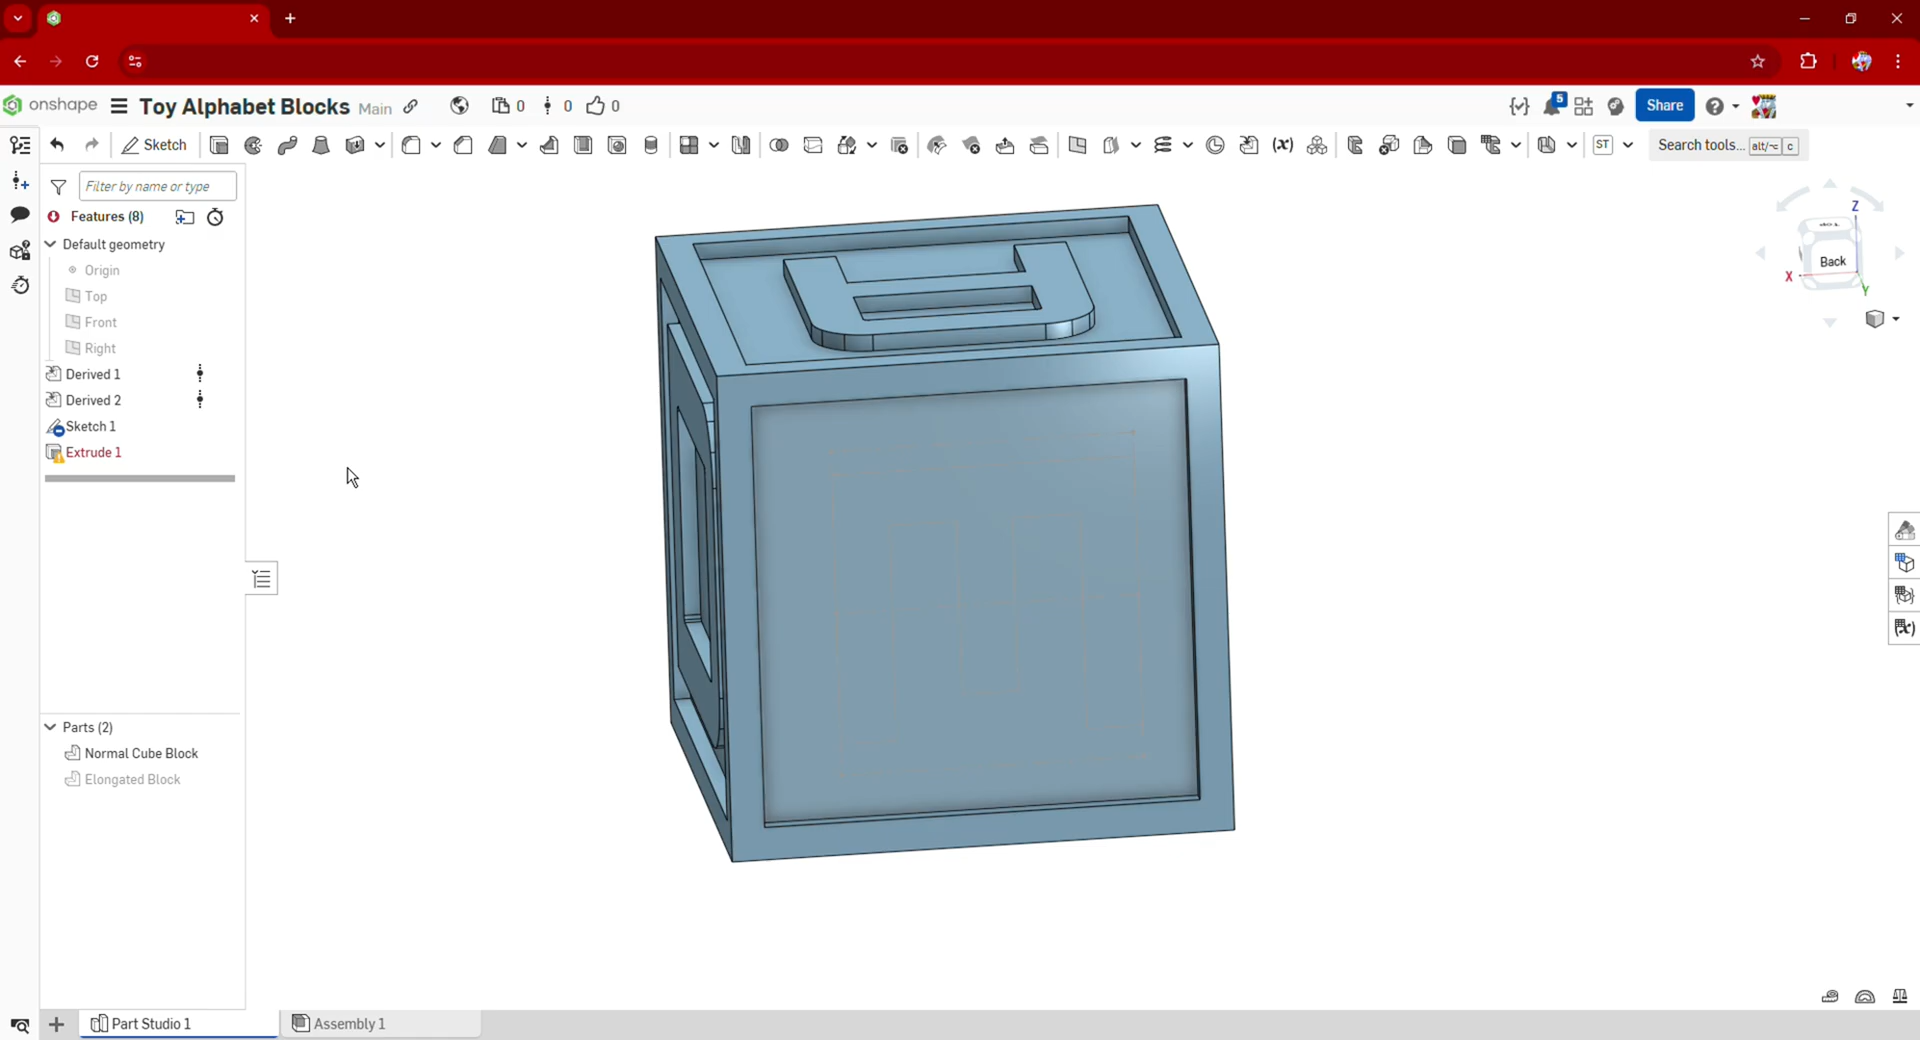 onshape Toy Alphabet Blocks Main 0 0 0 5 Share
Sketch ST Search tools... alt/⌥ c
Filter by name or type
Features (8)
Default geometry
Origin
Top
Front
Right
Derived 1
Derived 2
Sketch 1
Extrude 1
Parts (2)
Normal Cube Block
Elongated Block
Z
TOP
Back
X
Y
A
N
Part Studio 1 Assembly 1